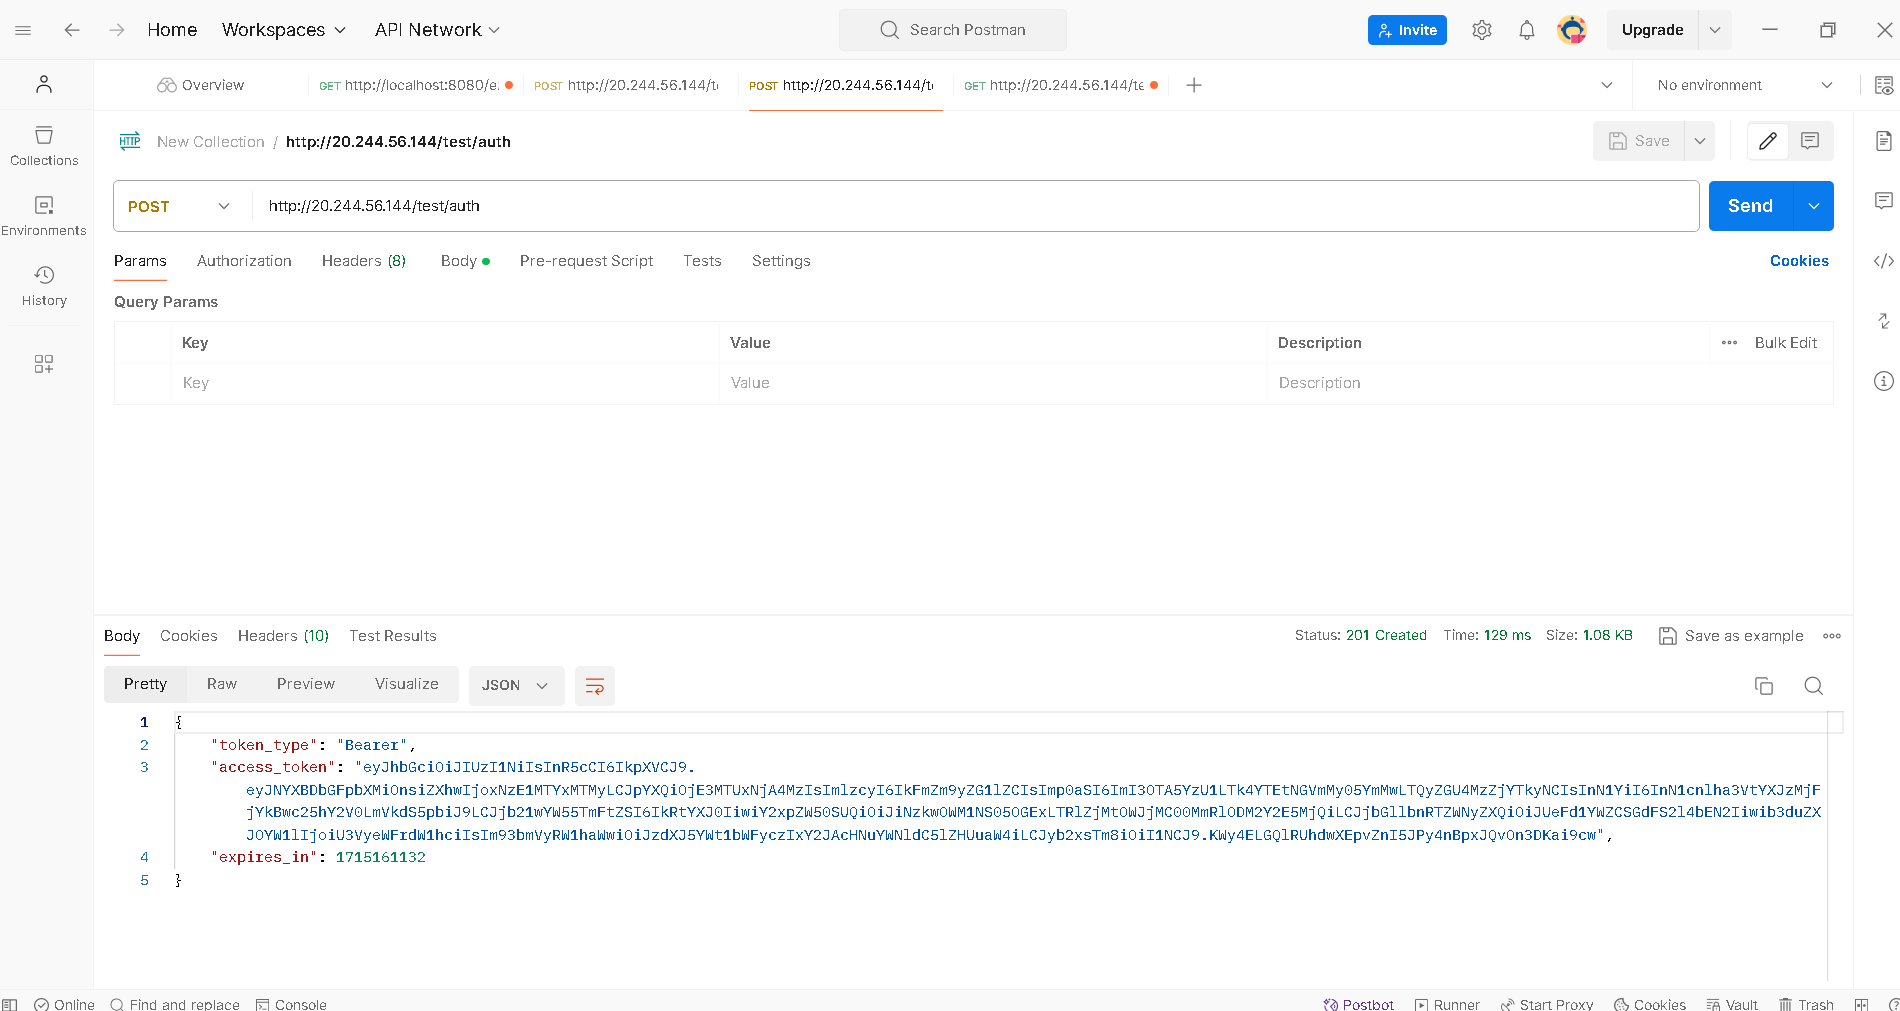 Home Workspaces API Network Search Postman Invite Upgrade
Overview GET http://localhost:8080/e POST http://20.244.56.144/t POST http://20.244.56.144/t GET http://20.244.56.144/te No environment
HTTP New Collection / http://20.244.56.144/test/auth Save
Collections
POST http://20.244.56.144/test/auth Send
Environments
Params Authorization Headers (8) Body Pre-request Script Tests Settings Cookies
History
Query Params
Key Value Description Bulk Edit
Key Value Description
Body Cookies Headers (10) Test Results Status: 201 Created Time: 129 ms Size: 1.08 KB Save as example
Pretty Raw Preview Visualize JSON
1 {
2 "token_type": "Bearer",
3 "access_token": "eyJhbGciOiJIUzI1NiIsInR5cCI6IkpXVCJ9.
eyJNYXBDbGFpbXMiOnsiZXhwIjoxNzE1MTYxMTMyLCJpYXQiOjE3MTUxNjA4MzIsImlzcyI6IkFmZm9yZG1lZCIsImp0aSI6ImI3OTA5YzU1LTk4YTEtNGVmMy05YmMwLTQyZGU4MzZjYTkyNCIsInN1YiI6InN1cnlha3VtYXJzMjF
jYkBwc25hY2V0LmVkdS5pbiJ9LCJjb21wYW55TmFtZSI6IkRtYXJ0IiwiY2xpZW50SUQiOiJiNzkwOWM1NS05OGExLTRlZjMtOWJjMC00MmRlODM2Y2E5MjQiLCJjbGllbnRTZWNyZXQiOiJUeFd1YWZCSGdFS2l4bEN2Iiwib3duZX
JOYW1lIjoiU3VyeWFrdW1hciIsIm93bmVyRW1haWwiOiJzdXJ5YWt1bWFyczIxY2JAcHNuYWNldC5lZHUuaW4iLCJyb2xsTm8iOiI1NCJ9.KWy4ELGQlRUhdwXEpvZnI5JPy4nBpxJQvOn3DKai9cw",
4 "expires_in": 1715161132
5 }
Online Find and replace Console Postbot Runner Start Proxy Cookies Vault Trash